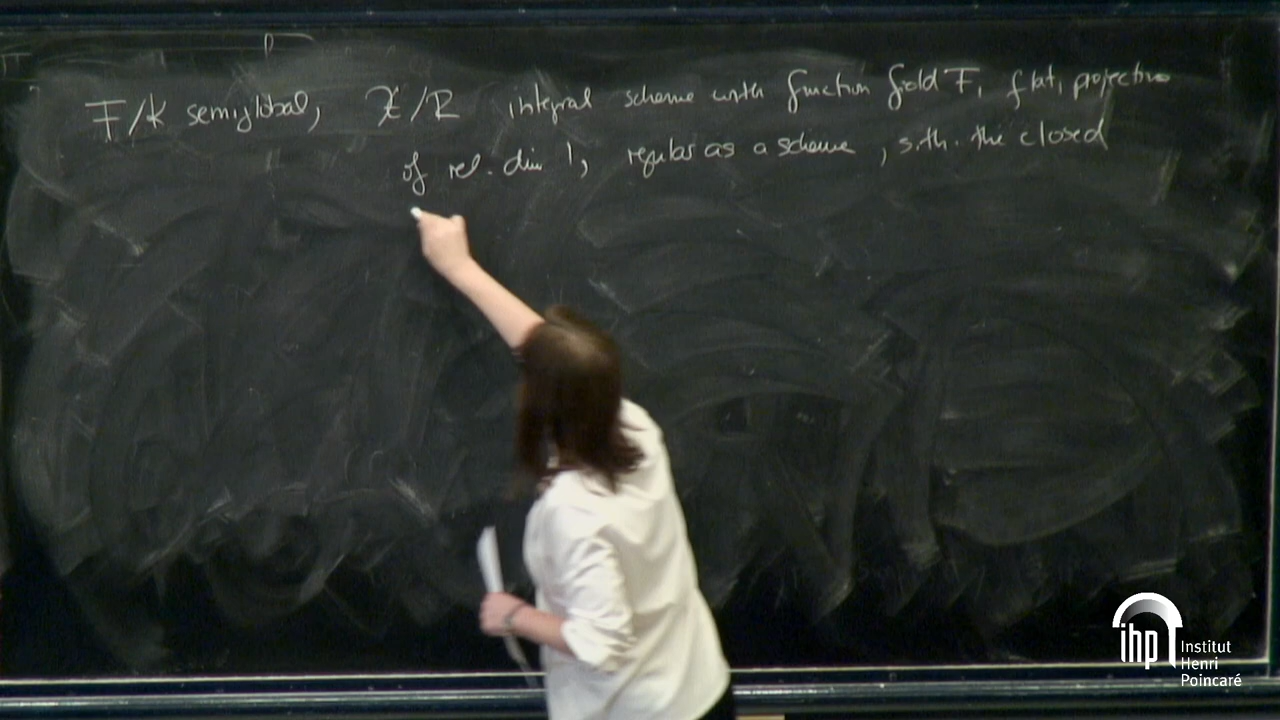 F/K semiglobal, 𝒳/R integral scheme with function field F, flat, projective
of rel. dim 1, regular as a scheme, s.th. the closed
ihp Institut
Henri
Poincaré